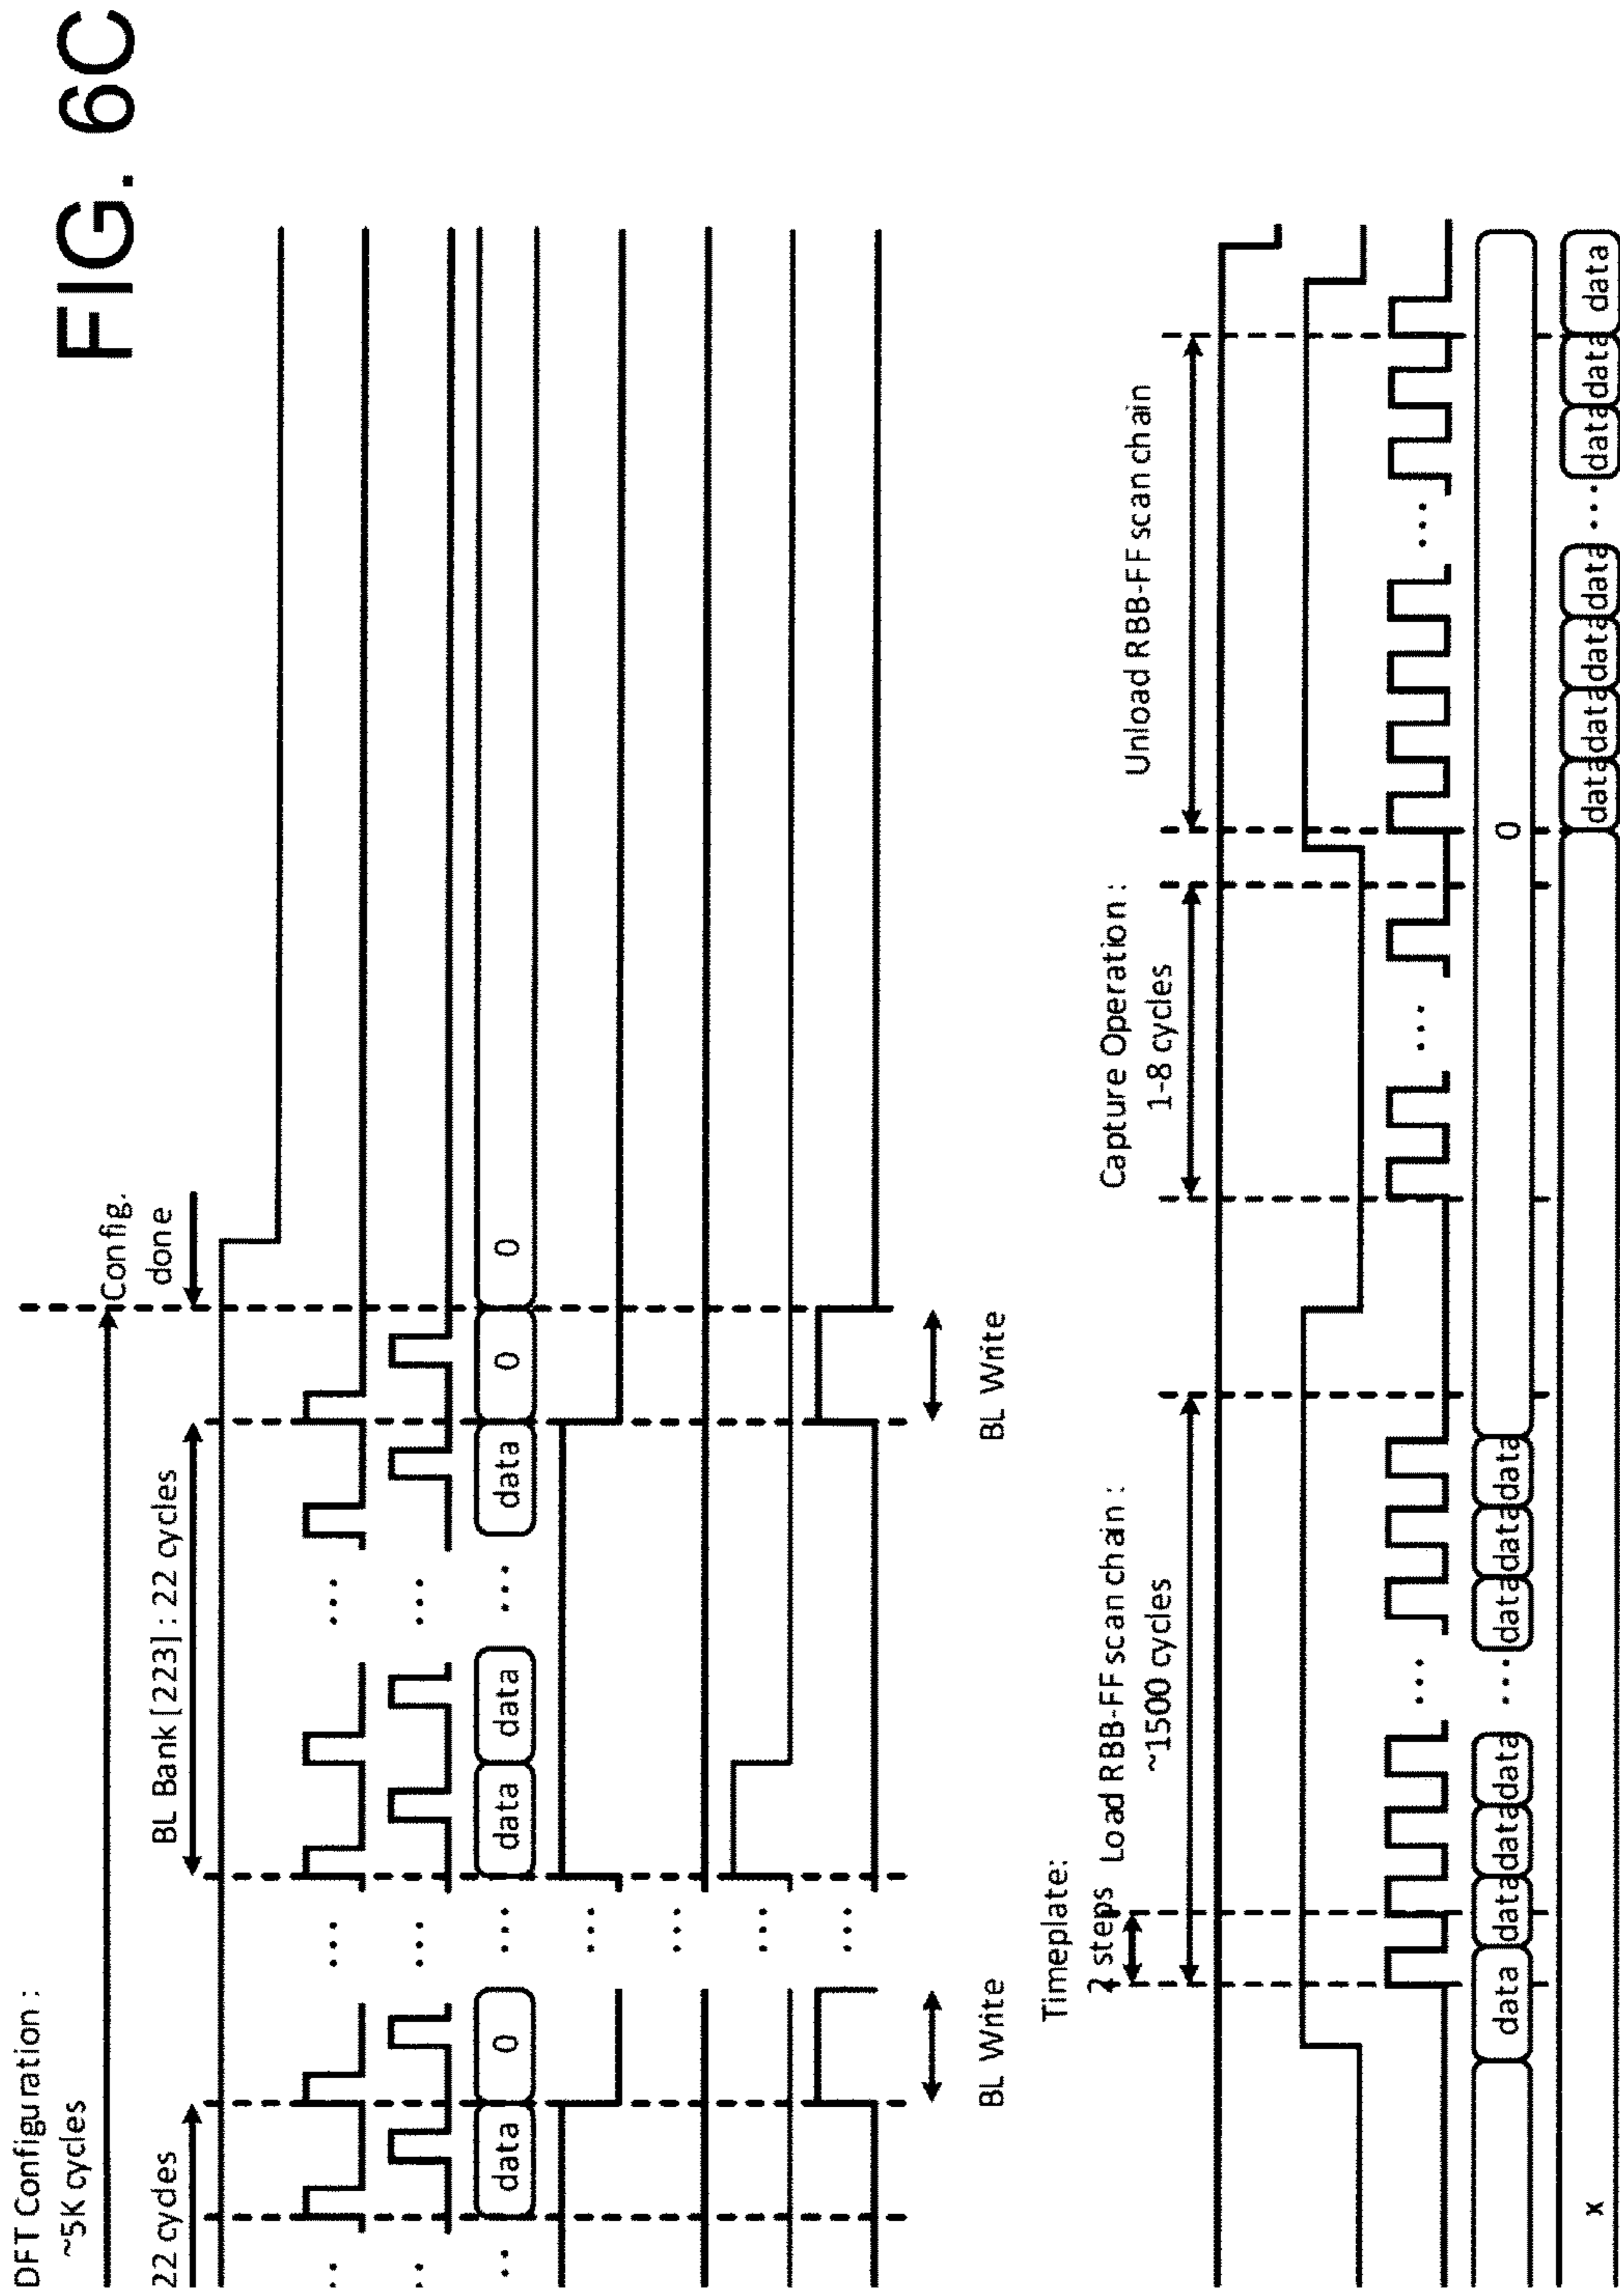 FIG. 6C
DFT Configuration :
~5K cycles
Config.
done
22 cycles
BL Bank [223] : 22 cycles
.. ... ...
.. ... ...
.. data 0 ... data data ... data 0 0
...
...
...
...
BL Write
BL Write
Timeplate:
2 steps
Load RBB-FF scan chain :
~1500 cycles
Capture Operation :
1-8 cycles
Unload RBB-FF scan chain
... ... ...
data data data data ... data data data 0
x data data data data ... data data data